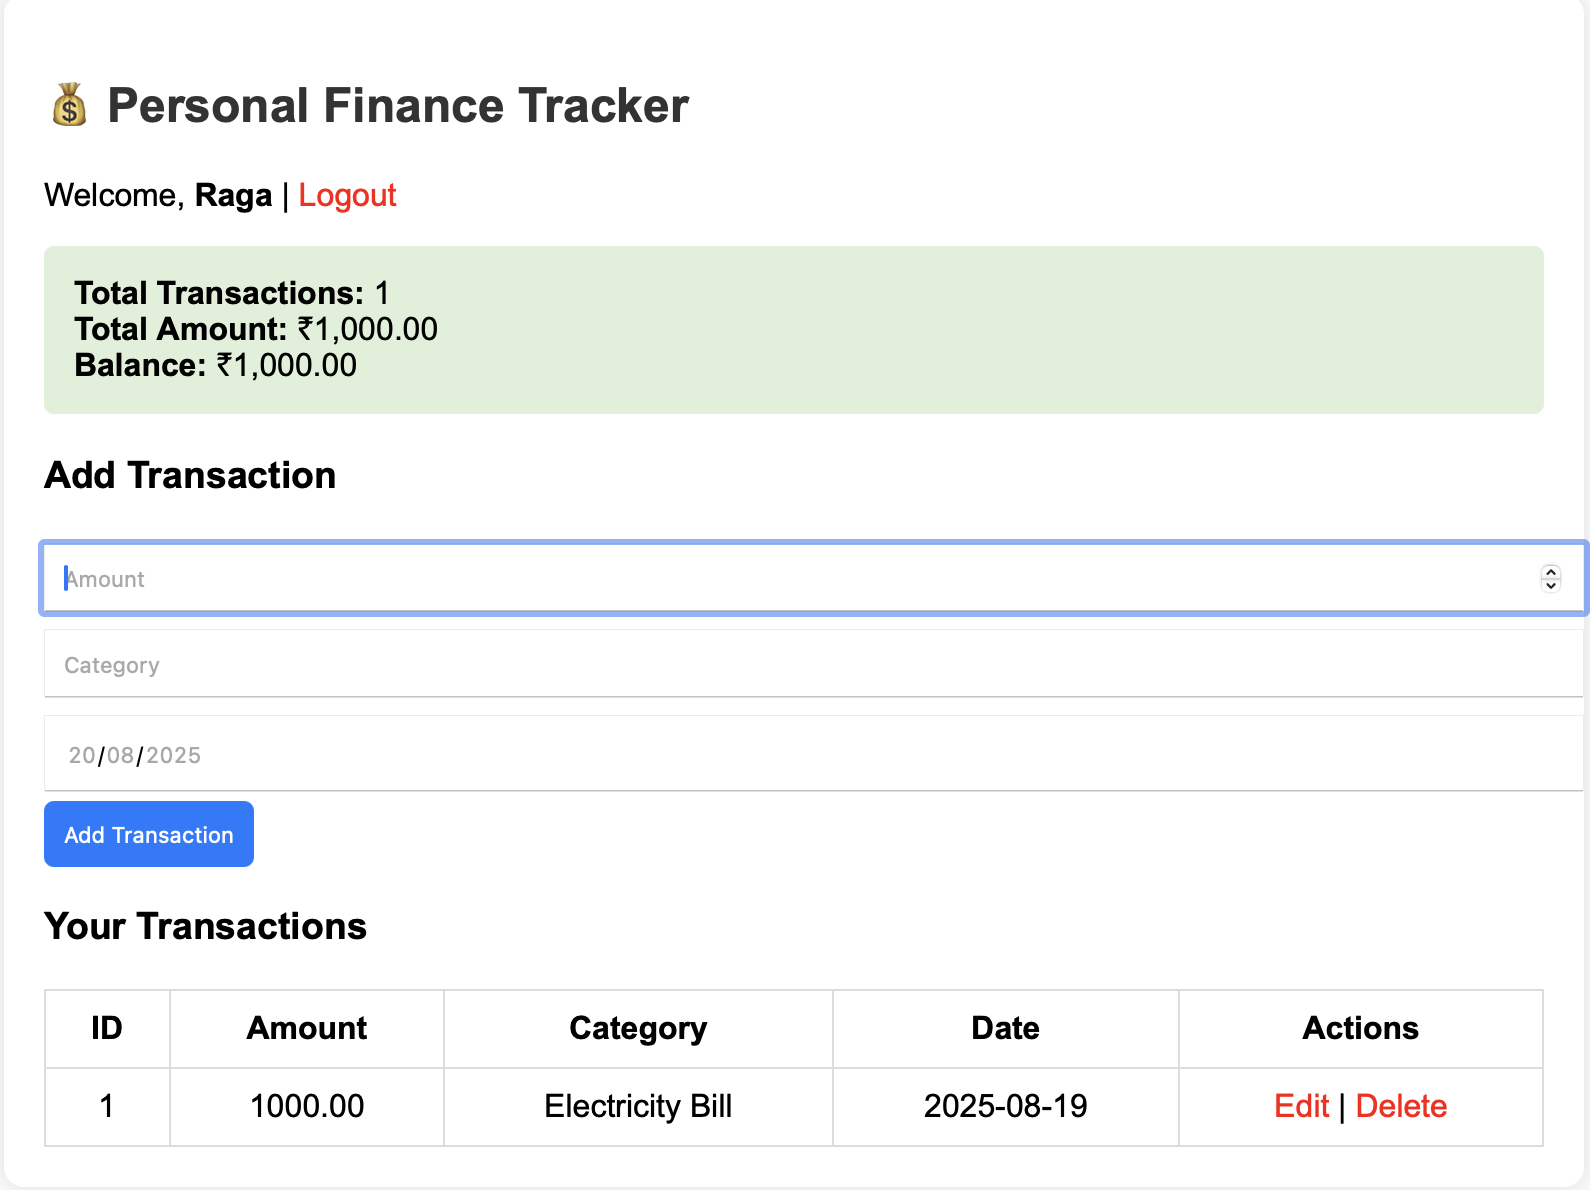 💰 Personal Finance Tracker
Welcome, Raga | Logout
Total Transactions: 1
Total Amount: ₹1,000.00
Balance: ₹1,000.00
Add Transaction
Amount
Category
20/08/2025
Add Transaction
Your Transactions
ID Amount Category Date Actions
1 1000.00 Electricity Bill 2025-08-19 Edit | Delete